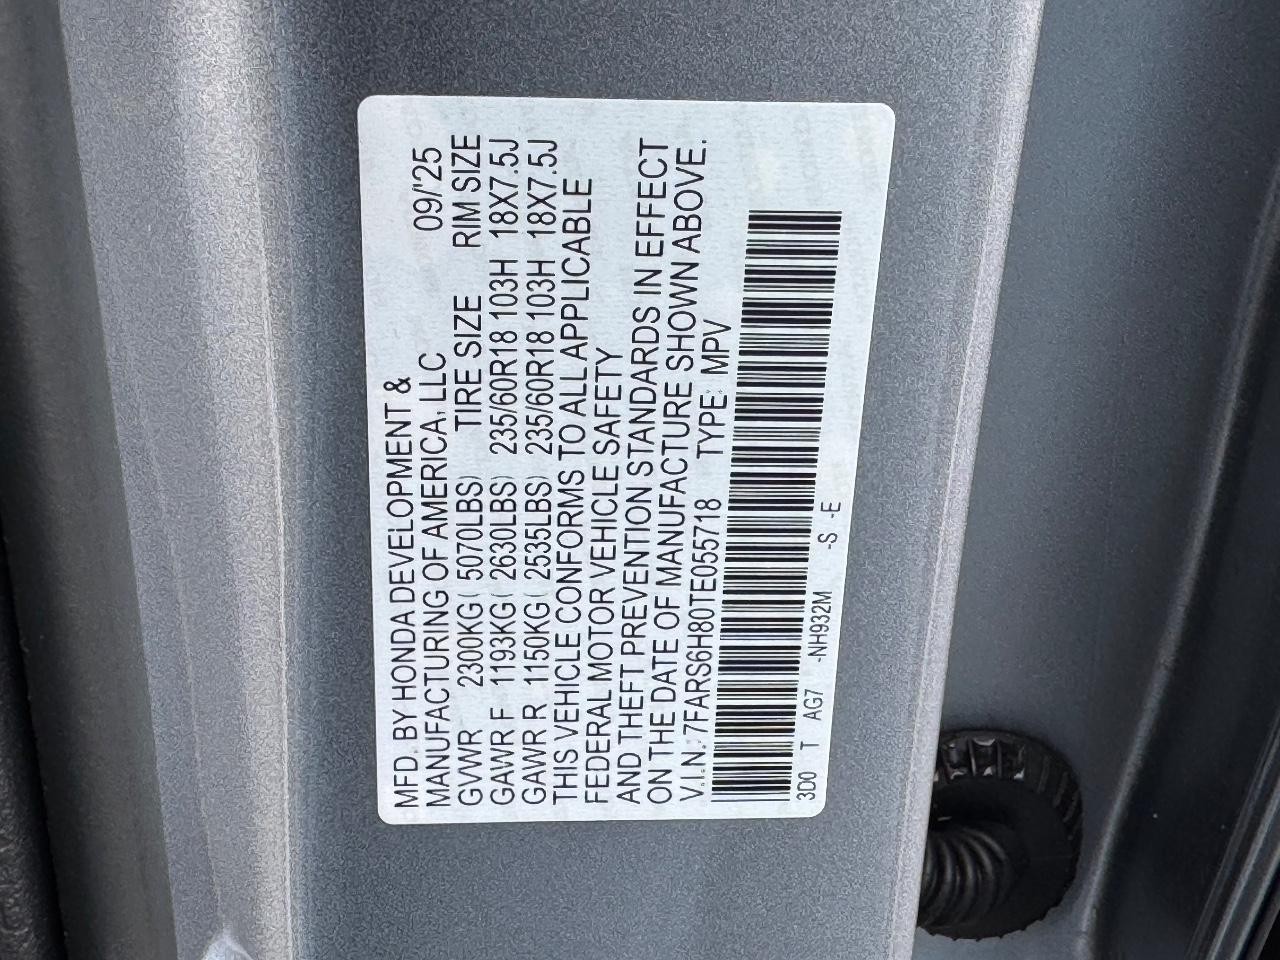 MFD. BY HONDA DEVELOPMENT &
MANUFACTURING OF AMERICA, LLC 09/'25
GVWR 2300KG( 5070LBS) TIRE SIZE RIM SIZE
GAWR F 1193KG( 2630LBS) 235/60R18 103H 18X7.5J
GAWR R 1150KG( 2535LBS) 235/60R18 103H 18X7.5J
THIS VEHICLE CONFORMS TO ALL APPLICABLE
FEDERAL MOTOR VEHICLE SAFETY
AND THEFT PREVENTION STANDARDS IN EFFECT
ON THE DATE OF MANUFACTURE SHOWN ABOVE.
V.I.N.: 7FARS6H80TE055718 TYPE: MPV
3D0 T AG7 -NH932M -S -E